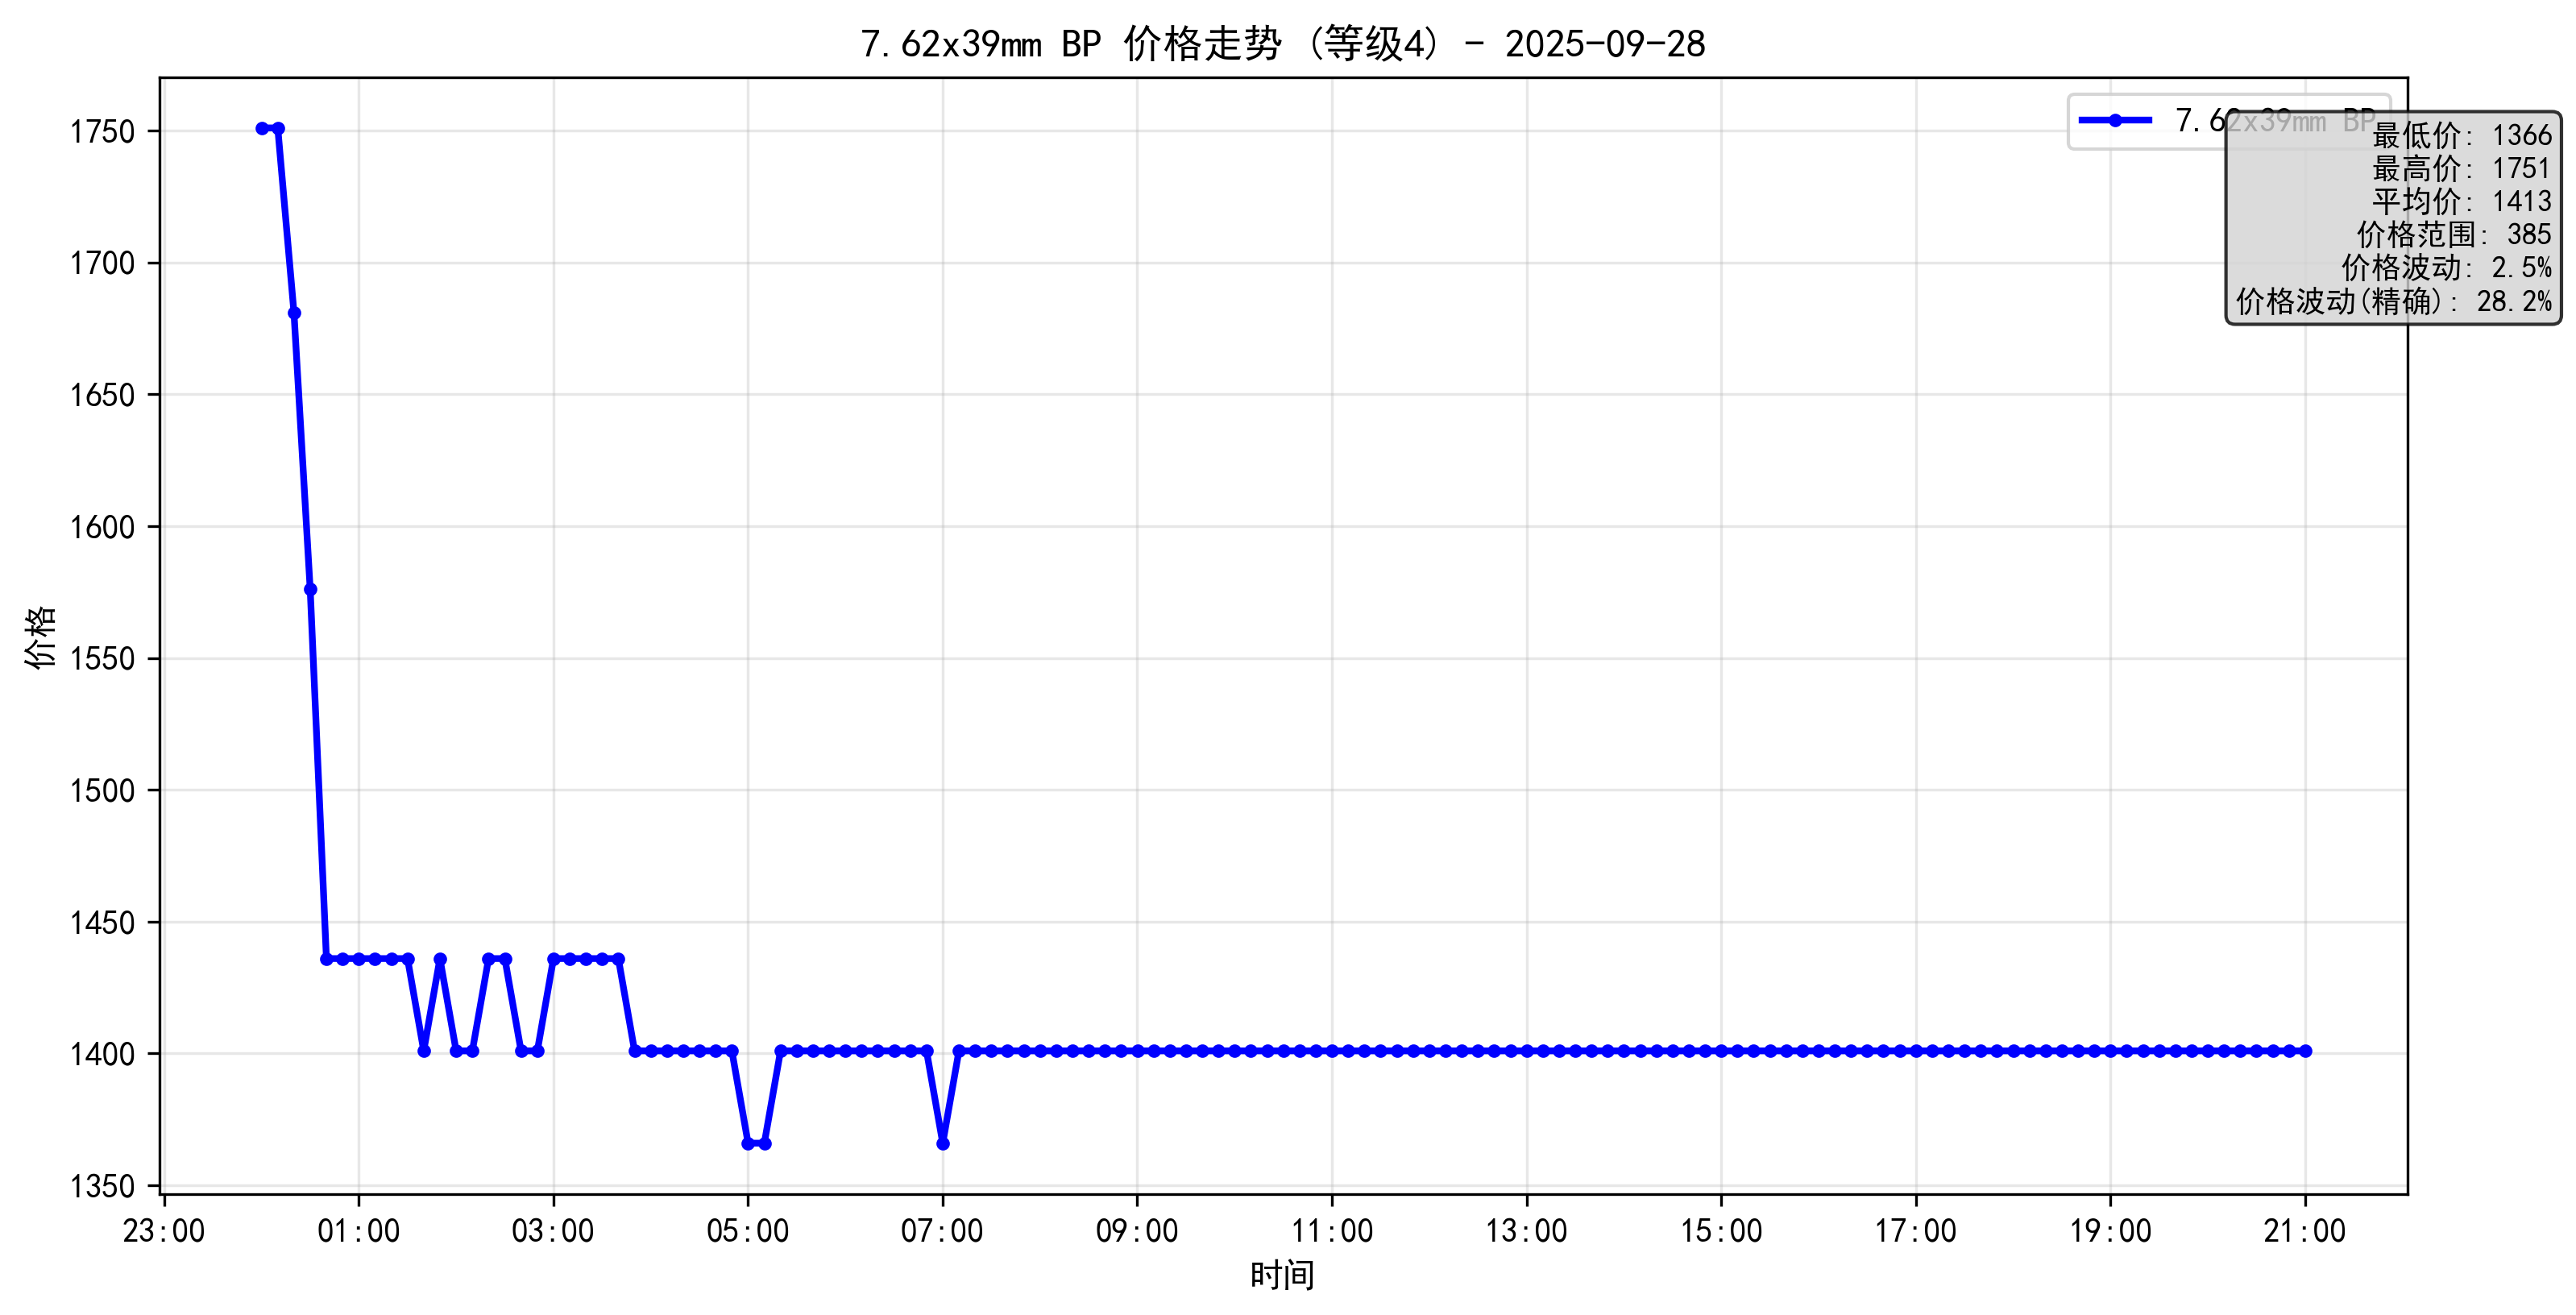 7.62x39mm BP 价格走势 (等级4) - 2025-09-28
7.62x39mm BP
最低价: 1366
最高价: 1751
平均价: 1413
价格范围: 385
价格波动: 2.5%
价格波动(精确): 28.2%
价格
1750
1700
1650
1600
1550
1500
1450
1400
1350
23:00 01:00 03:00 05:00 07:00 09:00 11:00 13:00 15:00 17:00 19:00 21:00
时间